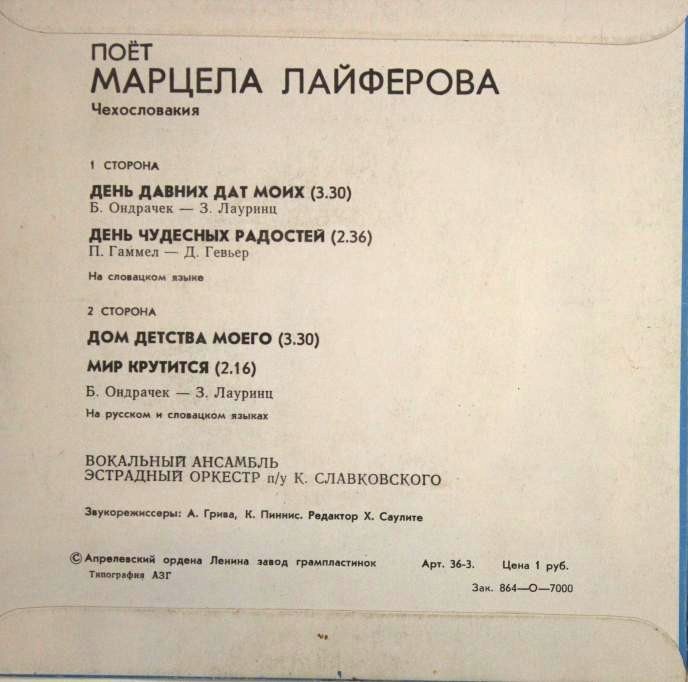 ПОЁТ
МАРЦЕЛА ЛАЙФЕРОВА
Чехословакия
1 СТОРОНА
ДЕНЬ ДАВНИХ ДАТ МОИХ (3.30)
Б. Ондрачек — З. Лауринц
ДЕНЬ ЧУДЕСНЫХ РАДОСТЕЙ (2.36)
П. Гаммел — Д. Гевьер
На словацком языке
2 СТОРОНА
ДОМ ДЕТСТВА МОЕГО (3.30)
МИР КРУТИТСЯ (2.16)
Б. Ондрачек — З. Лауринц
На русском и словацком языках
ВОКАЛЬНЫЙ АНСАМБЛЬ
ЭСТРАДНЫЙ ОРКЕСТР п/у К. СЛАВКОВСКОГО
Звукорежиссеры: А. Грива, К. Пиннис. Редактор Х. Саулите
© Апрелевский ордена Ленина завод грампластинок Арт. 36-3. Цена 1 руб.
Типография АЗГ
Зак. 864—О—7000